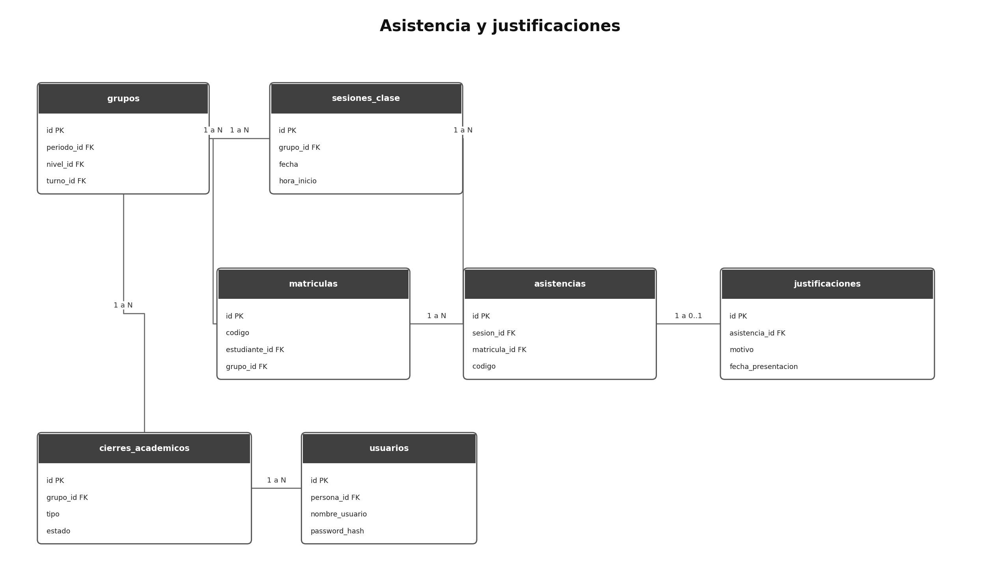 Asistencia y justificaciones
grupos
id PK
periodo_id FK
nivel_id FK
turno_id FK
1 a N
1 a N
sesiones_clase
id PK
grupo_id FK
fecha
hora_inicio
1 a N
1 a N
matriculas
id PK
codigo
estudiante_id FK
grupo_id FK
1 a N
asistencias
id PK
sesion_id FK
matricula_id FK
codigo
1 a 0..1
justificaciones
id PK
asistencia_id FK
motivo
fecha_presentacion
cierres_academicos
id PK
grupo_id FK
tipo
estado
1 a N
usuarios
id PK
persona_id FK
nombre_usuario
password_hash